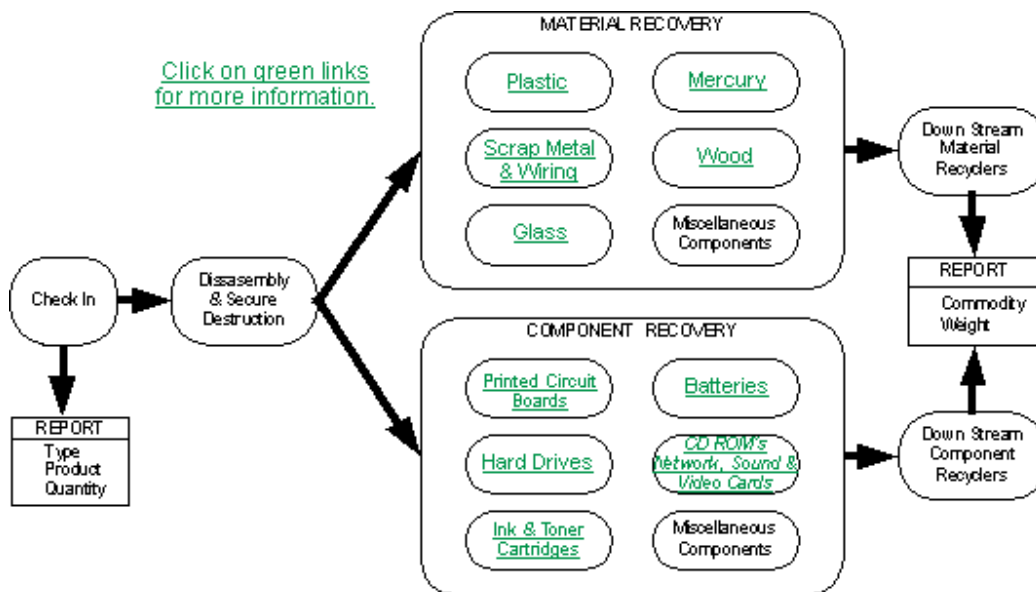 MATERIAL RECOVERY
Click on green links
for more information.
Plastic
Mercury
Scrap Metal
& Wiring
Wood
Glass
Miscellaneous
Components
Down Stream
Material
Recyclers
Check In
Dissasembly
& Secure
Destruction
REPORT
Commodity
Weight
REPORT
Type
Product
Quantity
COMPONENT RECOVERY
Printed Circuit
Boards
Batteries
Hard Drives
CD ROM's
Network, Sound &
Video Cards
Ink & Toner
Cartridges
Miscellaneous
Components
Down Stream
Component
Recyclers